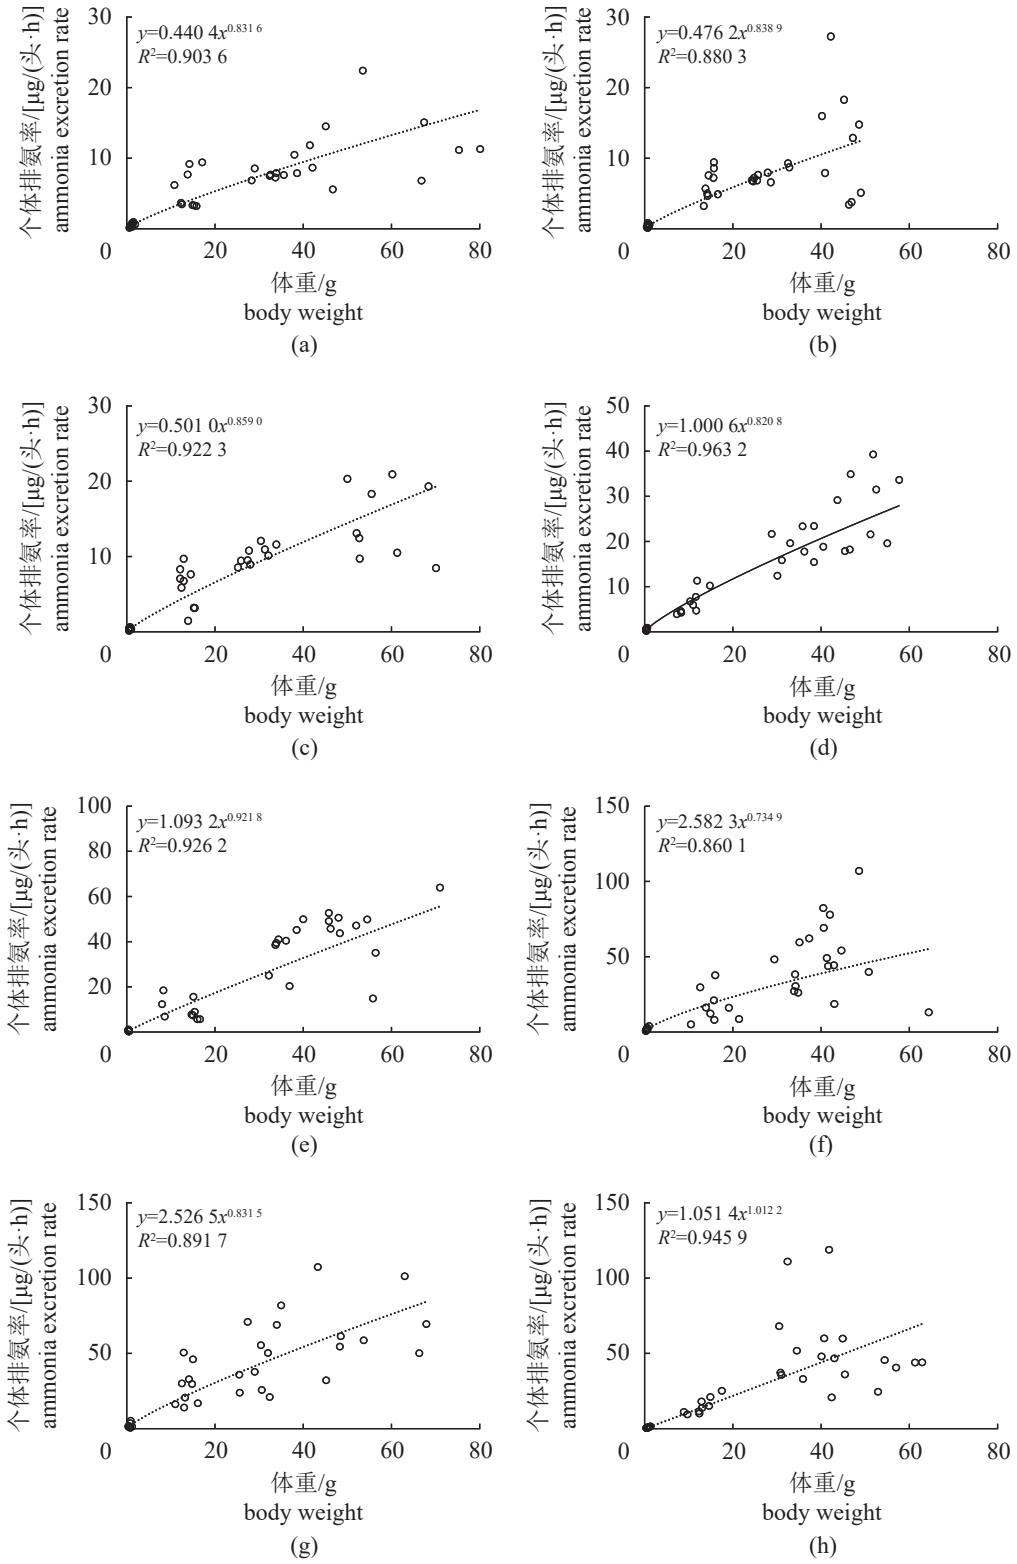 个体排氨率/[μg/(头·h)]
ammonia excretion rate
30
20
10
0
20
40
60
80
y=0.440 4x^0.831 6
R²=0.903 6
体重/g
body weight
(a)
个体排氨率/[μg/(头·h)]
ammonia excretion rate
30
20
10
0
20
40
60
80
y=0.476 2x^0.838 9
R²=0.880 3
体重/g
body weight
(b)
个体排氨率/[μg/(头·h)]
ammonia excretion rate
30
20
10
0
20
40
60
80
y=0.501 0x^0.859 0
R²=0.922 3
体重/g
body weight
(c)
个体排氨率/[μg/(头·h)]
ammonia excretion rate
50
40
30
20
10
0
20
40
60
80
y=1.000 6x^0.820 8
R²=0.963 2
体重/g
body weight
(d)
个体排氨率/[μg/(头·h)]
ammonia excretion rate
100
80
60
40
20
0
20
40
60
80
y=1.093 2x^0.921 8
R²=0.926 2
体重/g
body weight
(e)
个体排氨率/[μg/(头·h)]
ammonia excretion rate
150
100
50
0
20
40
60
80
y=2.582 3x^0.734 9
R²=0.860 1
体重/g
body weight
(f)
个体排氨率/[μg/(头·h)]
ammonia excretion rate
150
100
50
0
20
40
60
80
y=2.526 5x^0.831 5
R²=0.891 7
体重/g
body weight
(g)
个体排氨率/[μg/(头·h)]
ammonia excretion rate
150
100
50
0
20
40
60
80
y=1.051 4x^1.012 2
R²=0.945 9
体重/g
body weight
(h)